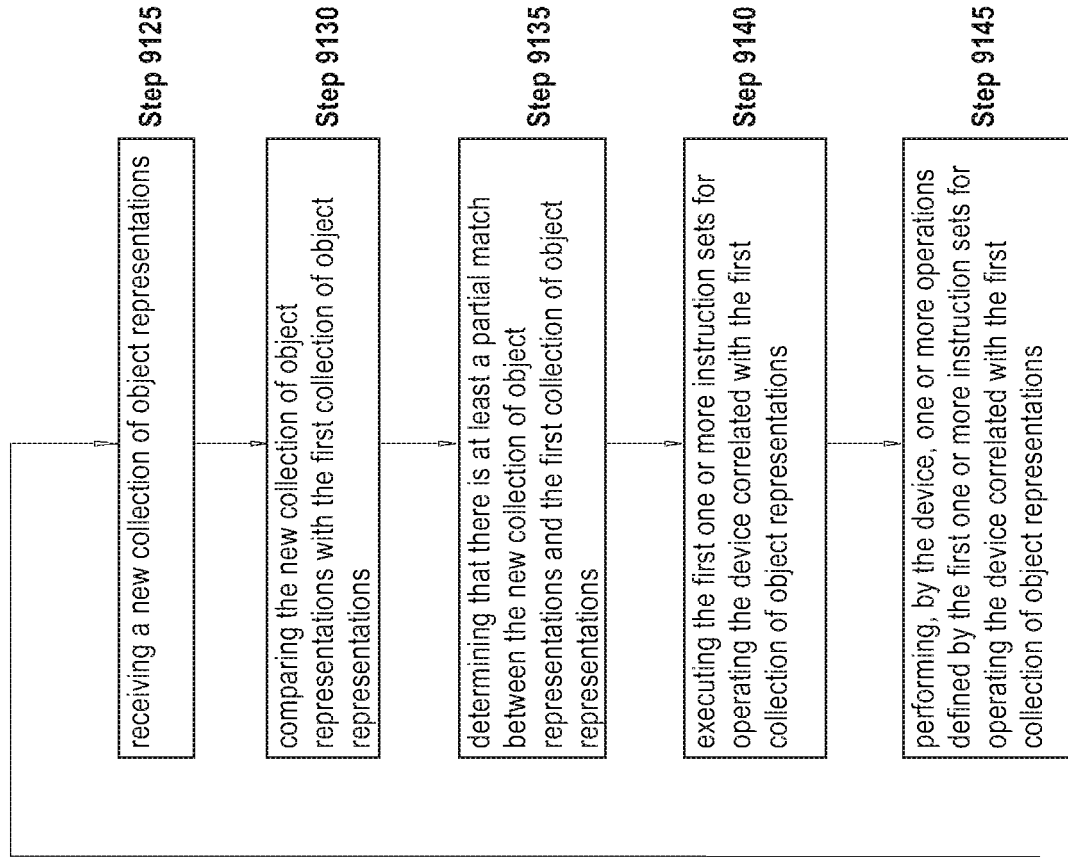 receiving a new collection of object representations
Step 9125
comparing the new collection of object
representations with the first collection of object
representations
Step 9130
determining that there is at least a partial match
between the new collection of object
representations and the first collection of object
representations
Step 9135
executing the first one or more instruction sets for
operating the device correlated with the first
collection of object representations
Step 9140
performing, by the device, one or more operations
defined by the first one or more instruction sets for
operating the device correlated with the first
collection of object representations
Step 9145